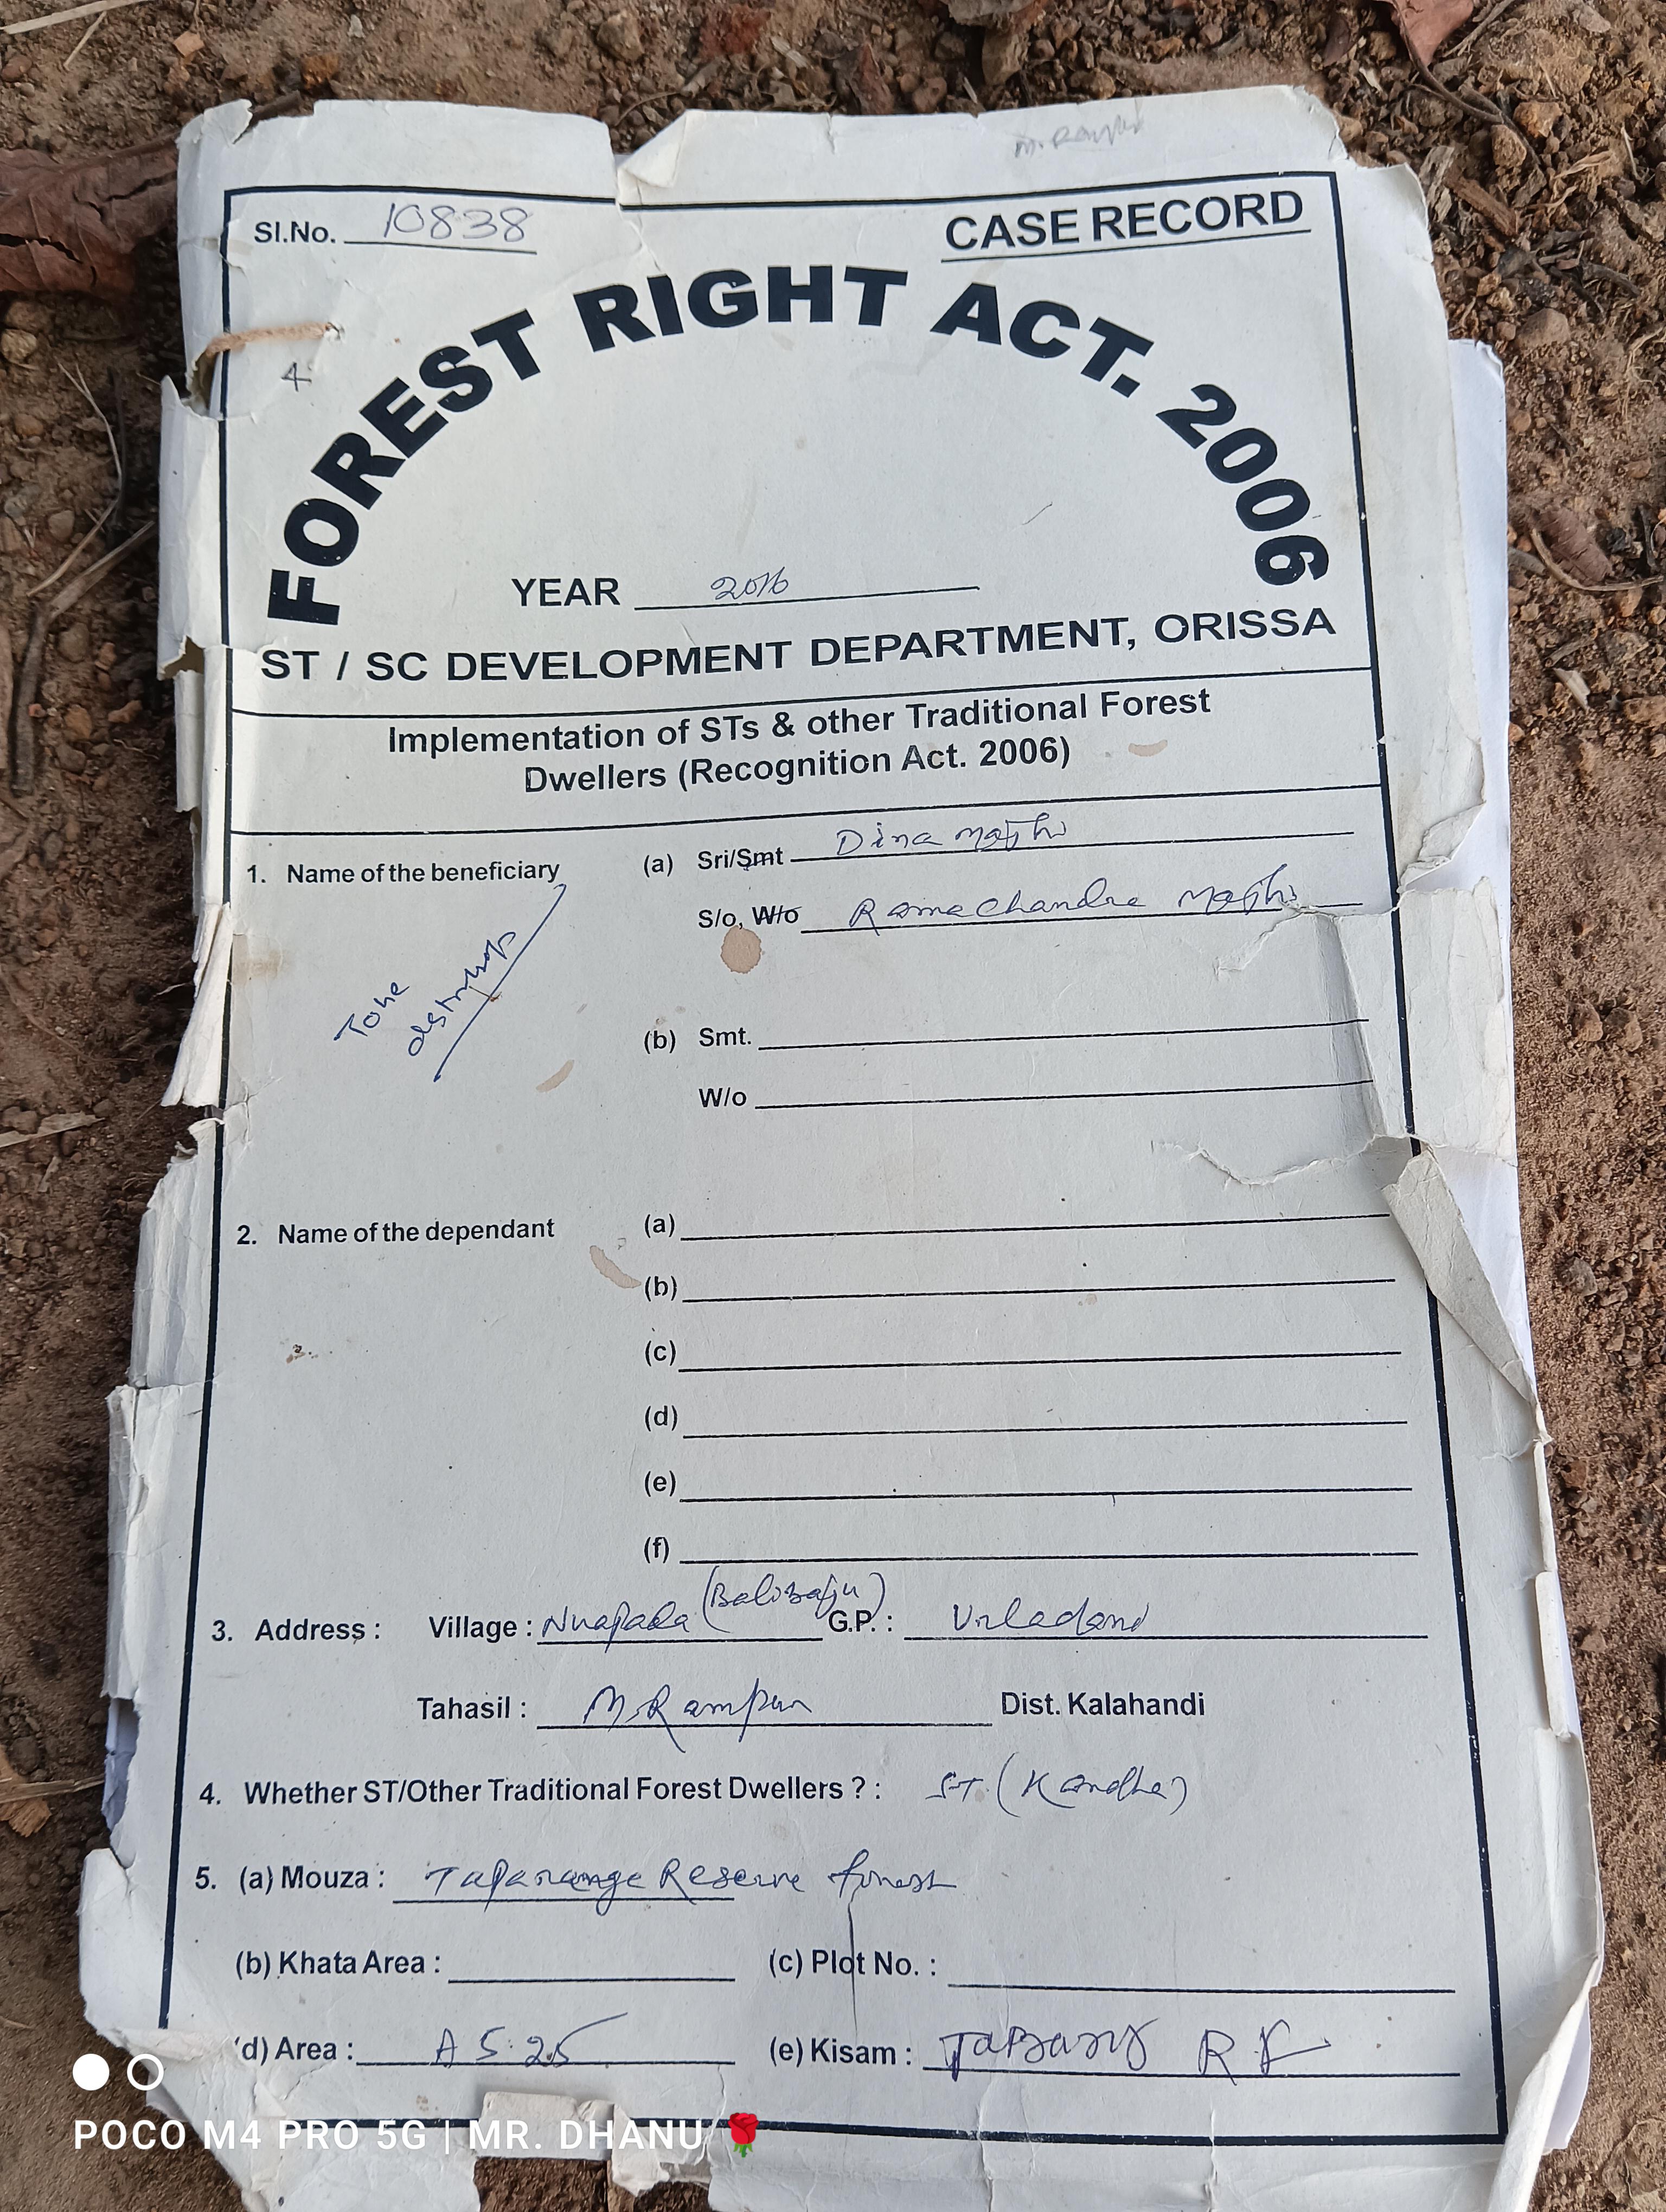 M. Rampur
Sl.No. 10838
CASE RECORD
4
FOREST RIGHT ACT. 2006
YEAR 2016
ST / SC DEVELOPMENT DEPARTMENT, ORISSA
Implementation of STs & other Traditional Forest
Dwellers (Recognition Act. 2006)
1. Name of the beneficiary (a) Sri/Smt Dina Majhi
S/o, W/o Ramachandra Majhi
To be
(b) Smt.
W/o
2. Name of the dependant (a)
(b)
(c)
(d)
(e)
(f)
3. Address : Village : Nuapada (Balisaju) G.P. : Urladani
Tahasil : M Rampur Dist. Kalahandi
4. Whether ST/Other Traditional Forest Dwellers ? : ST (Kandha)
5. (a) Mouza : Taparanga Reserve forest
(b) Khata Area : (c) Plot No. :
(d) Area : A 5.25 (e) Kisam : R F
POCO M4 PRO 5G | MR. DHANU🌹